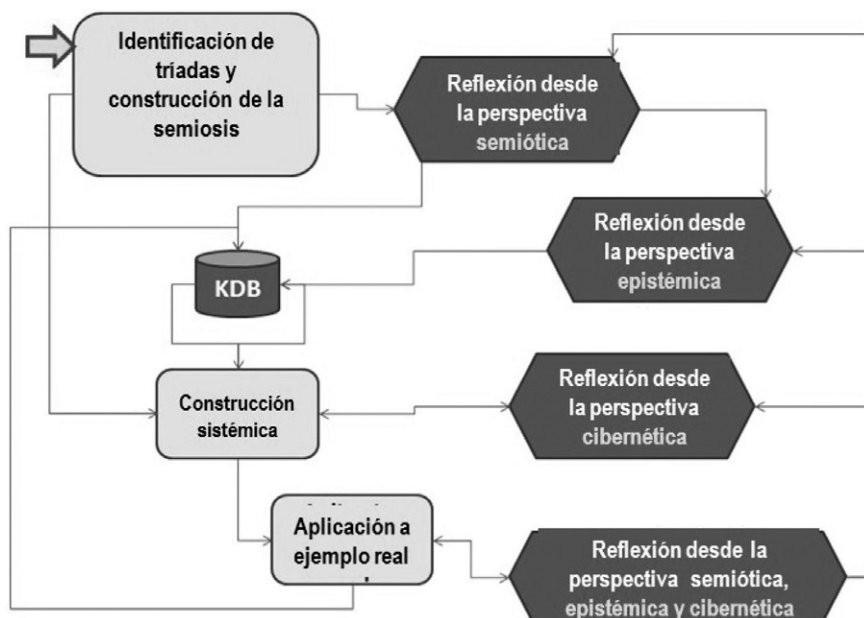 Identificación de
tríadas y
construcción de la
semiosis
Reflexión desde
la perspectiva
semiótica
Reflexión desde
la perspectiva
epistémica
KDB
Reflexión desde
la perspectiva
cibernética
Construcción
sistémica
Aplicación a
ejemplo real
Reflexión desde la
perspectiva semiótica,
epistémica y cibernética